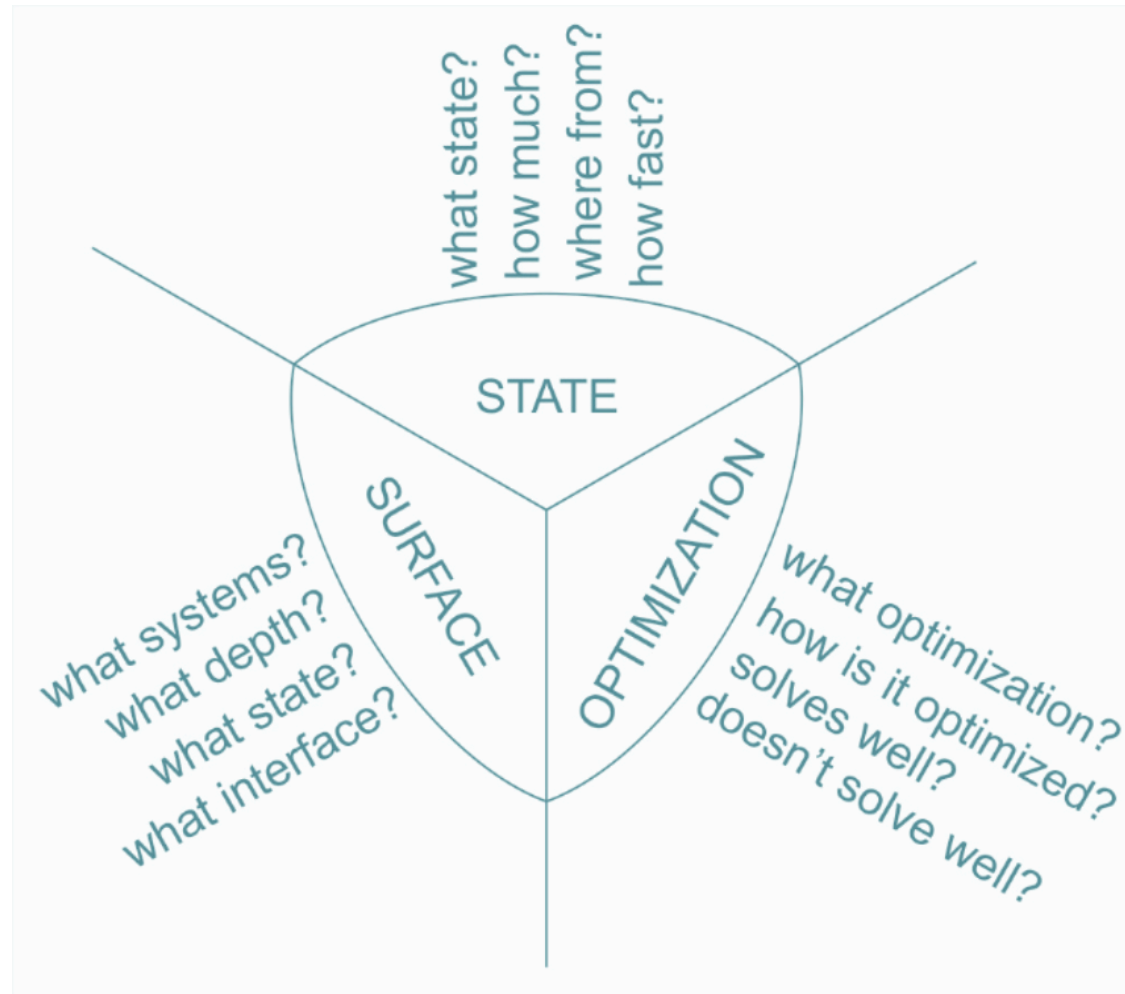 what state?
how much?
where from?
how fast?
STATE
SURFACE
OPTIMIZATION
what systems?
what depth?
what state?
what interface?
what optimization?
how is it optimized?
solves well?
doesn’t solve well?